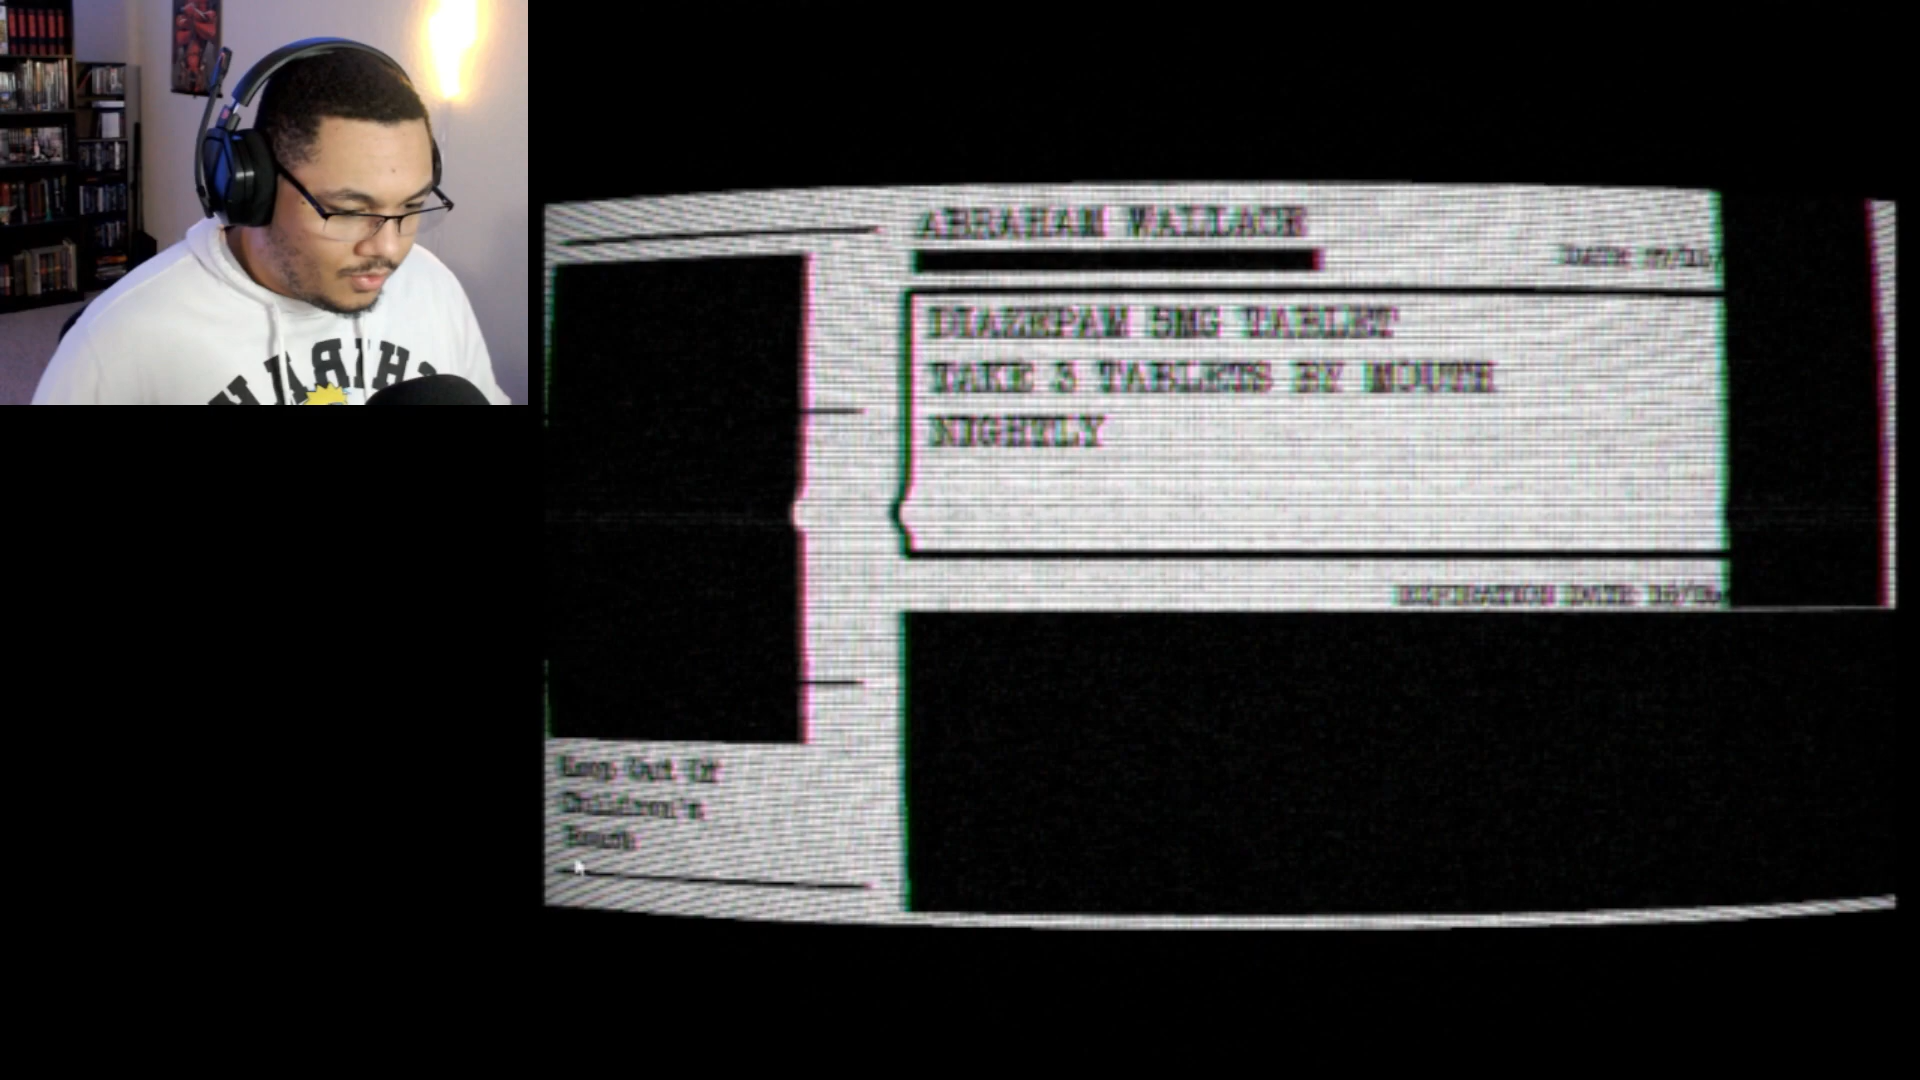 ABRAHAM WALLACE
DIAZEPAM 5MG TABLET
TAKE 3 TABLETS BY MOUTH
NIGHTLY
EXPIRATION DATE
Keep Out Of
Children's
Reach